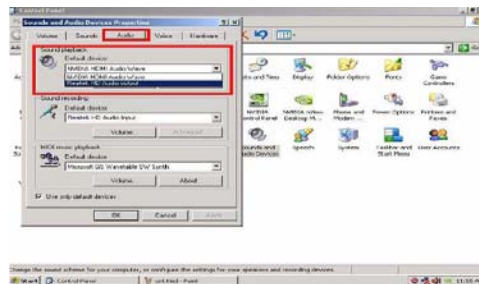 Control Panel
Sounds and Audio Devices Properties
Volume Sounds Audio Voice Hardware
Sound playback
Default device:
NVIDIA HDMI Audio Wave
NVIDIA HDMI Audio Wave
Realtek HD Audio output
Sound recording
Default device:
Realtek HD Audio Input
Volume... Advanced...
MIDI music playback
Default device:
Microsoft GS Wavetable SW Synth
Volume... About...
Use only default devices
OK Cancel Apply
Display
Folder Options
Fonts
Game Controllers
Phone and Modem
Power Options
Printers and Faxes
Sounds and Audio Devices
Speech
System
Taskbar and Start Menu
User Accounts
Change the sound scheme for your computer, or configure the settings for your speakers and recording devices.
Start
Control Panel
untitled - Paint